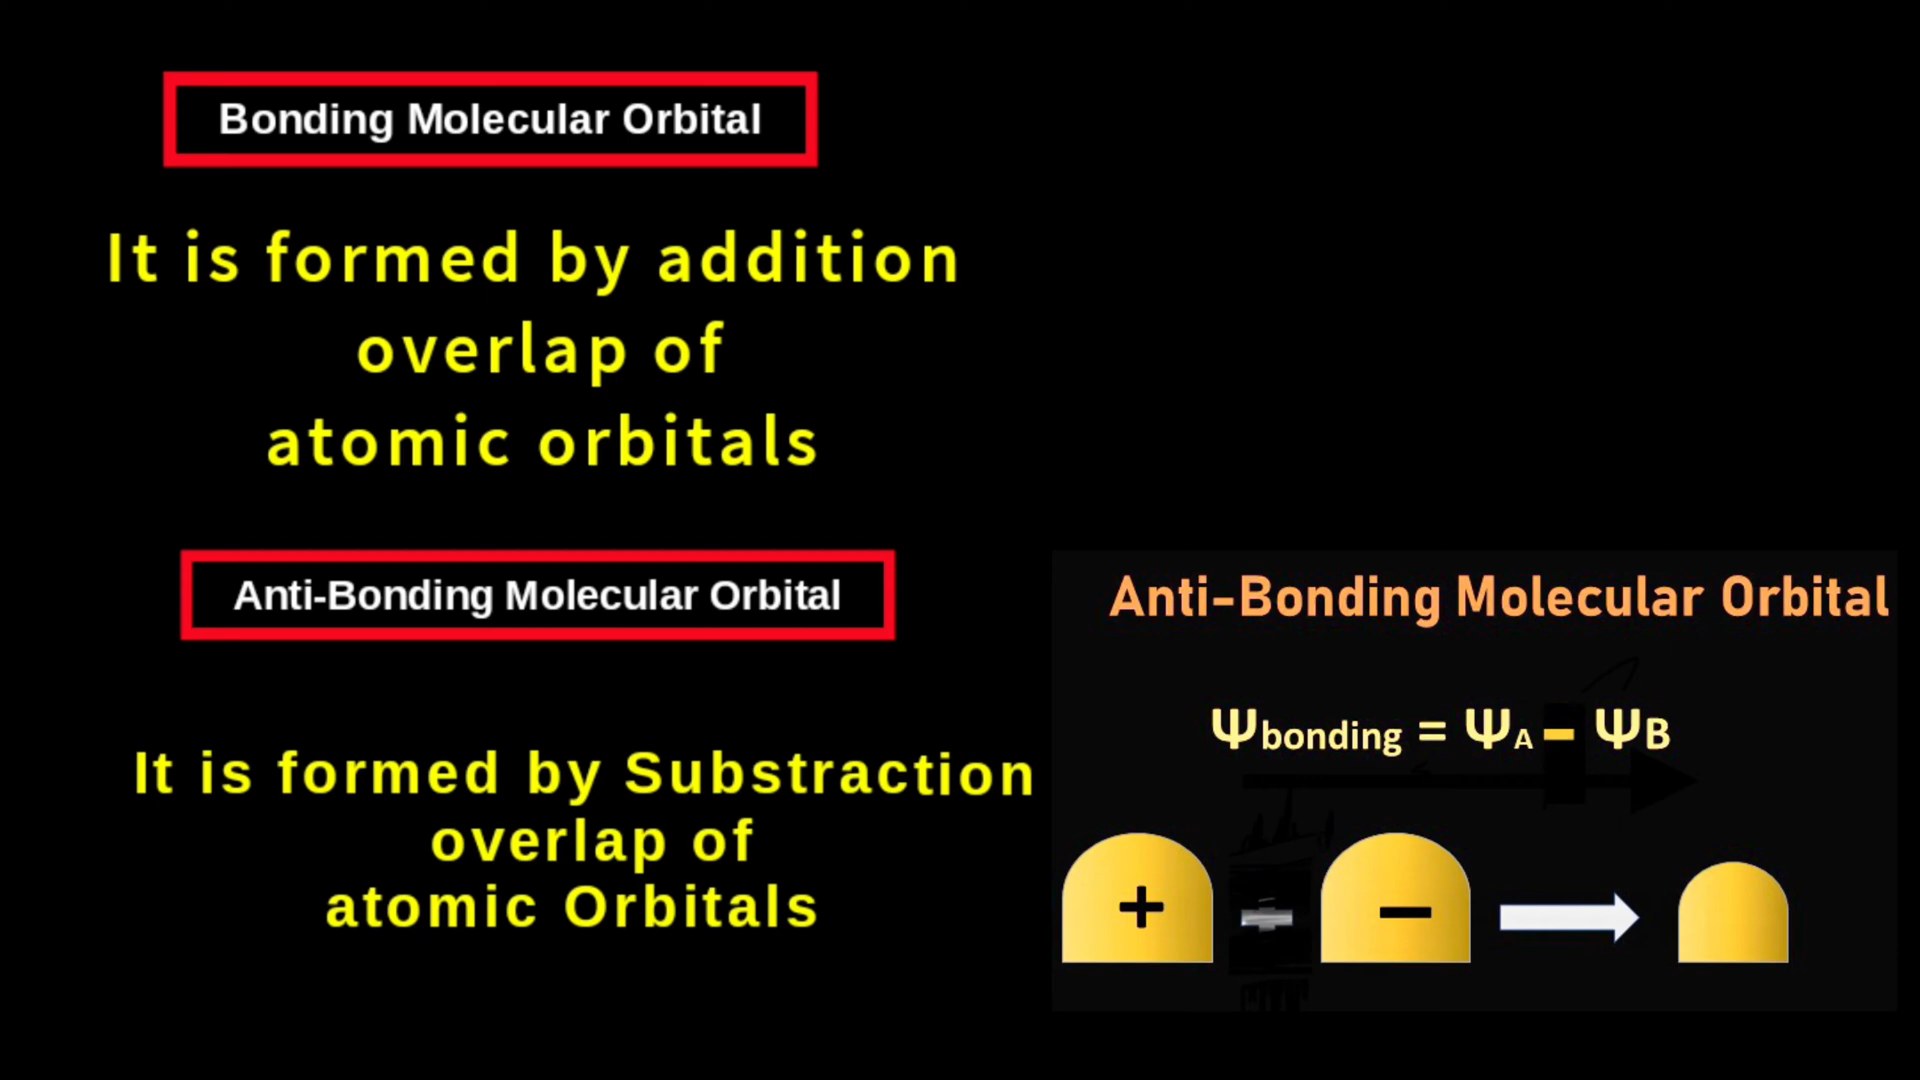 Bonding Molecular Orbital
It is formed by addition
overlap of
atomic orbitals
Anti-Bonding Molecular Orbital
It is formed by Substraction
overlap of
atomic Orbitals
Anti-Bonding Molecular Orbital
Ψbonding = ΨA - ΨB
+ - −